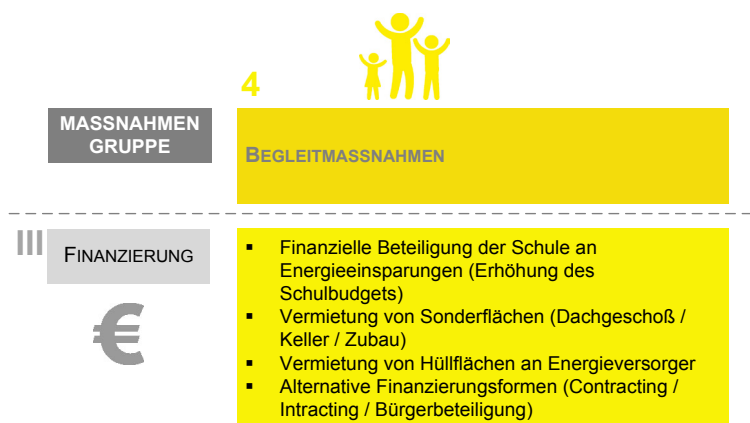 4
MASSNAHMEN
GRUPPE
BEGLEITMASSNAHMEN
III
FINANZIERUNG
€
▪ Finanzielle Beteiligung der Schule an
Energieeinsparungen (Erhöhung des
Schulbudgets)
▪ Vermietung von Sonderflächen (Dachgeschoß /
Keller / Zubau)
▪ Vermietung von Hüllflächen an Energieversorger
▪ Alternative Finanzierungsformen (Contracting /
Intracting / Bürgerbeteiligung)